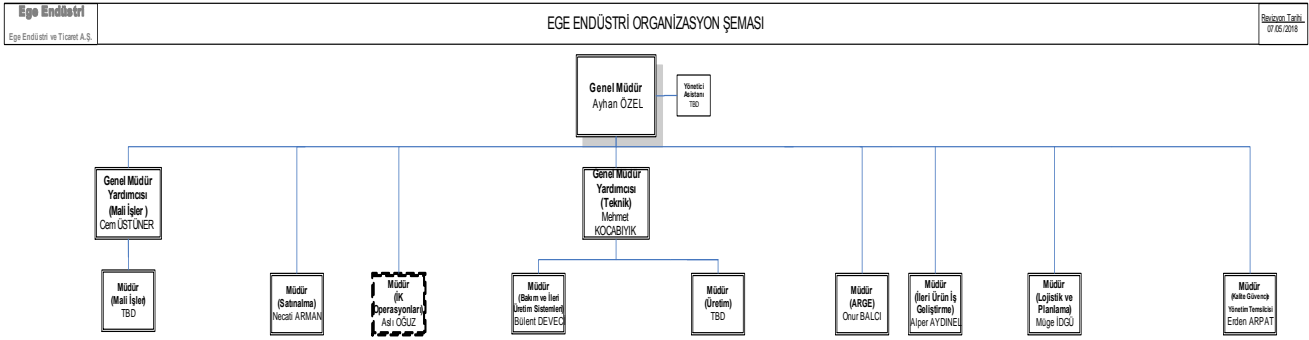 Ege Endüstri
Ege Endüstri ve Ticaret A.Ş.
EGE ENDÜSTRİ ORGANİZASYON ŞEMASI
Revizyon Tarihi
07/05/2018
Genel Müdür
Ayhan ÖZEL
Yönetici
Asistanı
TBD
Genel Müdür
Yardımcısı
(Mali İşler )
Cem ÜSTÜNER
Genel Müdür
Yardımcısı
(Teknik)
Mehmet
KOCABIYIK
Müdür
(Mali İşler)
TBD
Müdür
(Satınalma)
Necati ARMAN
Müdür
(İK
Operasyonları)
Aslı OĞUZ
Müdür
(Bakım ve İleri
Üretim Sistemleri)
Bülent DEVECİ
Müdür
(Üretim)
TBD
Müdür
(ARGE)
Onur BALCI
Müdür
(İleri Ürün İş
Geliştirme)
Alper AYDINEL
Müdür
(Lojistik ve
Planlama)
Müge İDGÜ
Müdür
(Kalite Güvence)
Yönetim Temsilcisi
Erden ARPAT